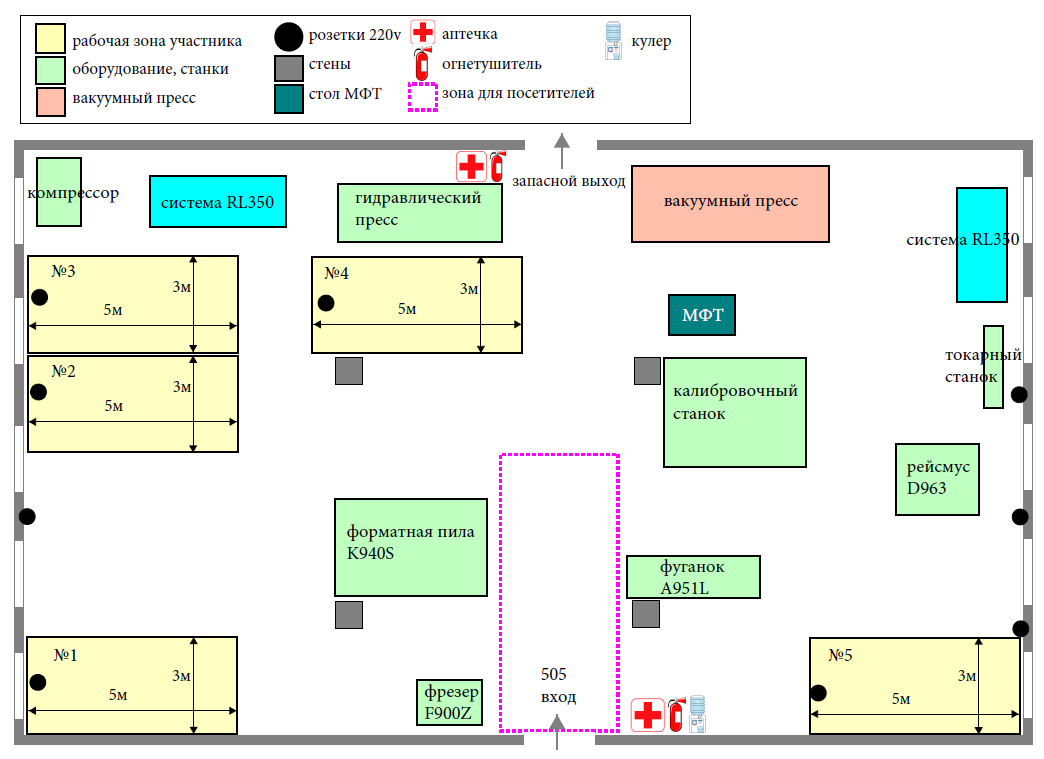 рабочая зона участника
оборудование, станки
вакуумный пресс
розетки 220v
стены
стол МФТ
аптечка
огнетушитель
зона для посетителей
кулер
запасной выход
компрессор
система RL350
гидравлический
пресс
вакуумный пресс
система RL350
№3
3м
5м
№4
3м
5м
МФТ
токарный
станок
№2
3м
5м
калибровочный
станок
рейсмус
D963
форматная пила
K940S
фуганок
A951L
№1
3м
5м
фрезер
F900Z
505
вход
№5
3м
5м